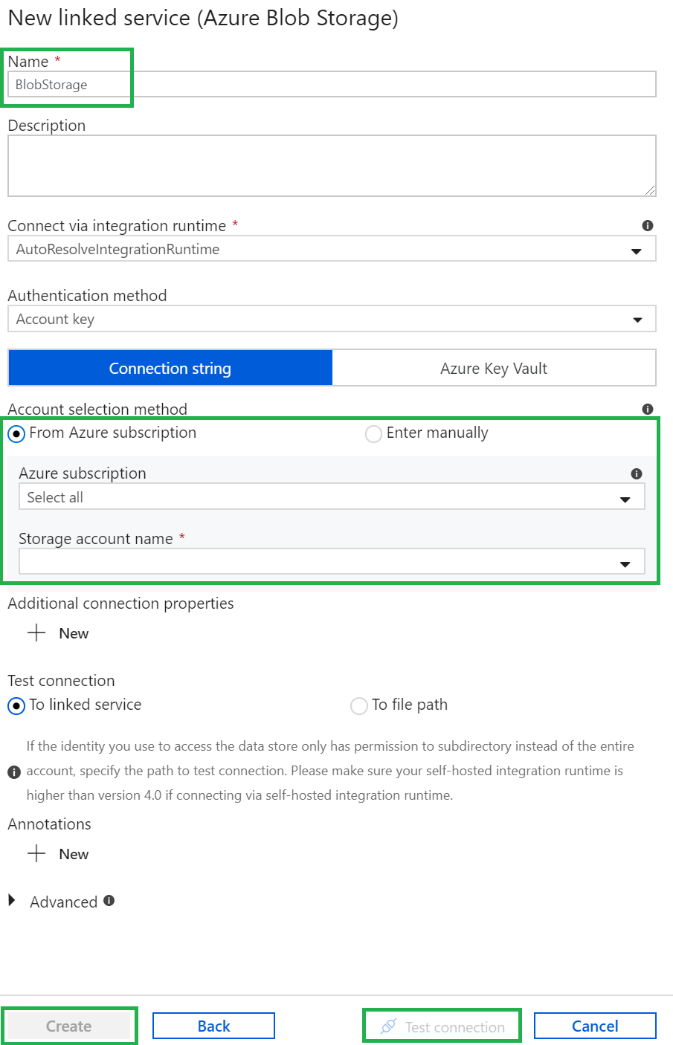 New linked service (Azure Blob Storage)
Name *
BlobStorage
Description
Connect via integration runtime *
AutoResolveIntegrationRuntime
Authentication method
Account key
Connection string
Azure Key Vault
Account selection method
From Azure subscription
Enter manually
Azure subscription
Select all
Storage account name *
Additional connection properties
New
Test connection
To linked service
To file path
If the identity you use to access the data store only has permission to subdirectory instead of the entire
account, specify the path to test connection. Please make sure your self-hosted integration runtime is
higher than version 4.0 if connecting via self-hosted integration runtime.
Annotations
New
Advanced
Create
Back
Test connection
Cancel